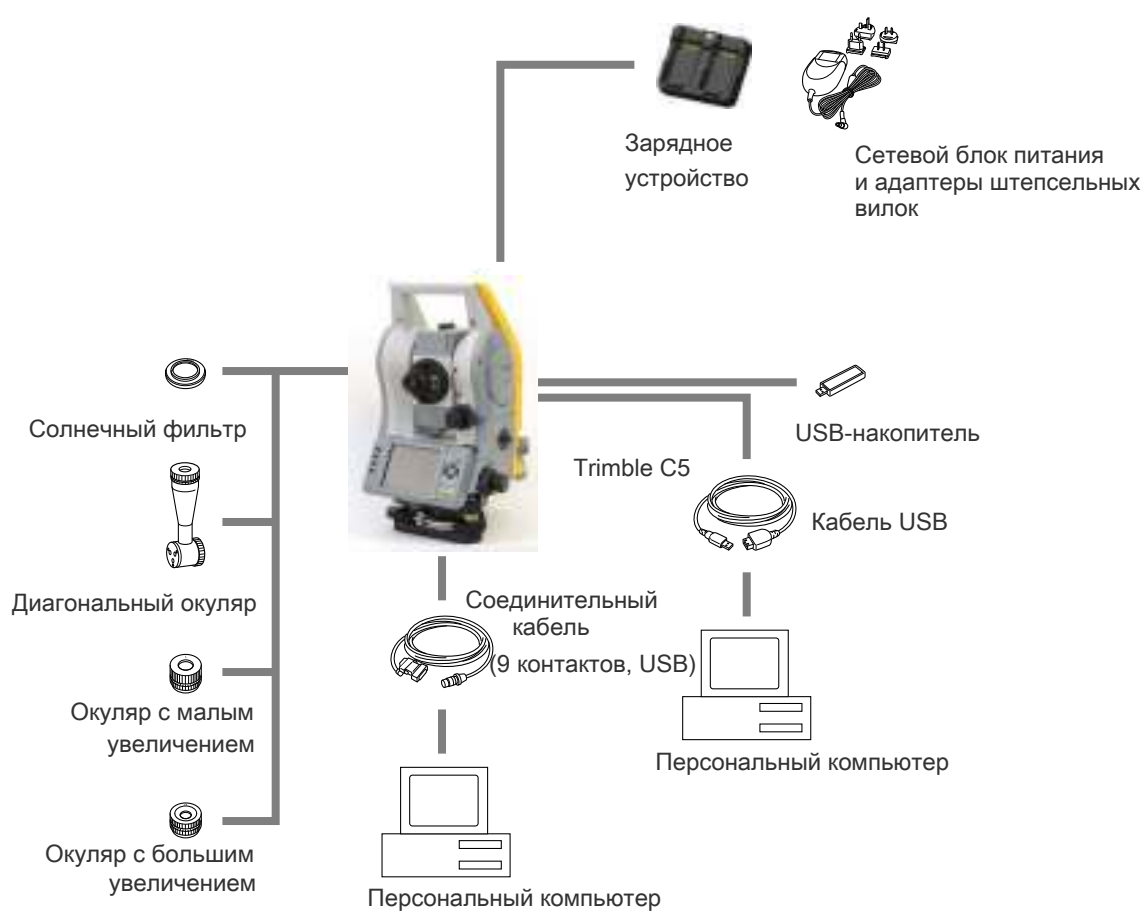 Зарядное
устройство
Сетевой блок питания
и адаптеры штепсельных
вилок
Солнечный фильтр
USB-накопитель
Trimble C5
Кабель USB
Диагональный окуляр
Соединительный
кабель
(9 контактов, USB)
Окуляр с малым
увеличением
Персональный компьютер
Окуляр с большим
увеличением
Персональный компьютер